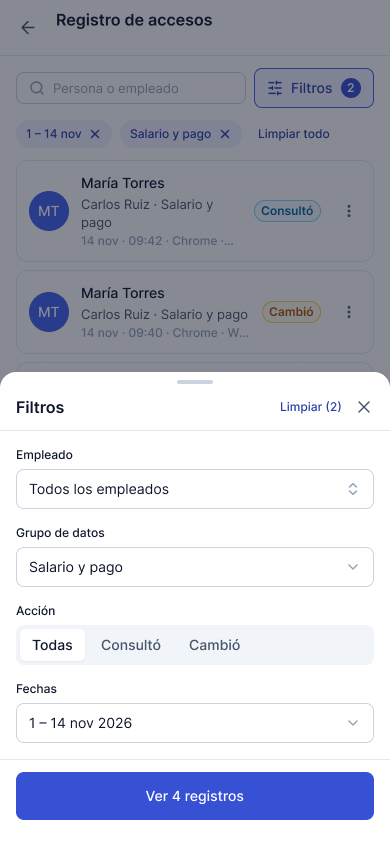 Registro de accesos
Persona o empleado
Filtros 2
1 – 14 nov
Salario y pago
Limpiar todo
MT
María Torres
Carlos Ruiz · Salario y
pago
14 nov · 09:42 · Chrome ·...
Consultó
MT
María Torres
Carlos Ruiz · Salario y pago
14 nov · 09:40 · Chrome · W...
Cambió
Filtros
Limpiar (2)
Empleado
Todos los empleados
Grupo de datos
Salario y pago
Acción
Todas Consultó Cambió
Fechas
1 – 14 nov 2026
Ver 4 registros